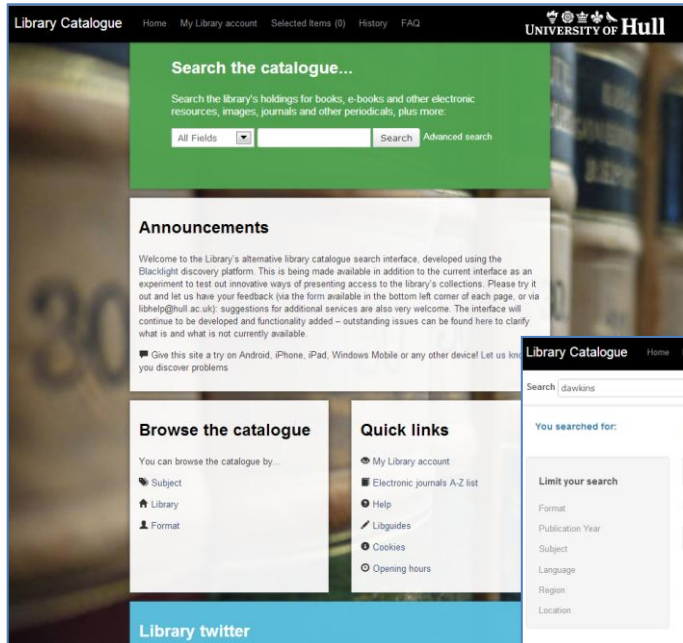 Library Catalogue Home My Library account Selected Items (0) History FAQ
UNIVERSITY OF Hull
Search the catalogue...
Search the library's holdings for books, e-books and other electronic
resources, images, journals and other periodicals, plus more:
All Fields Search Advanced search
Announcements
Welcome to the Library's alternative library catalogue search interface, developed using the
Blacklight discovery platform. This is being made available in addition to the current interface as an
experiment to test out innovative ways of presenting access to the library's collections. Please try it
out and let us have your feedback (via the form available in the bottom left corner of each page, or via
libhelp@hull.ac.uk): suggestions for additional services are also very welcome. The interface will
continue to be developed and functionality added – outstanding issues can be found here to clarify
what is and what is not currently available.
Give this site a try on Android, iPhone, iPad, Windows Mobile or any other device! Let us
you discover problems
Browse the catalogue
You can browse the catalogue by...
Subject
Library
Format
Quick links
My Library account
Electronic journals A-Z list
Help
Libguides
Cookies
Opening hours
Library twitter
30
Library Catalogue Home
Search dawkins
You searched for:
Limit your search
Format
Publication Year
Subject
Language
Region
Location